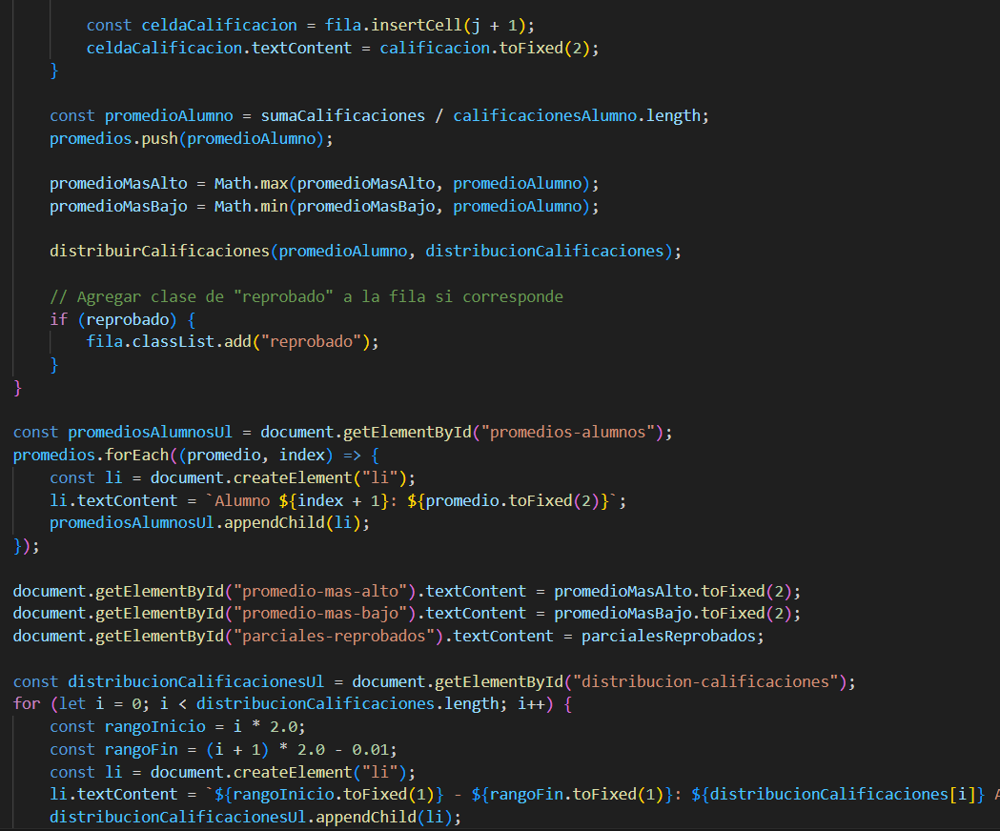 const celdaCalificacion = fila.insertCell(j + 1);
celdaCalificacion.textContent = calificacion.toFixed(2);
}
const promedioAlumno = sumaCalificaciones / calificacionesAlumno.length;
promedios.push(promedioAlumno);
promedioMasAlto = Math.max(promedioMasAlto, promedioAlumno);
promedioMasBajo = Math.min(promedioMasBajo, promedioAlumno);
distribuirCalificaciones(promedioAlumno, distribucionCalificaciones);
// Agregar clase de "reprobado" a la fila si corresponde
if (reprobado) {
fila.classList.add("reprobado");
}
}
const promediosAlumnosUl = document.getElementById("promedios-alumnos");
promedios.forEach((promedio, index) => {
const li = document.createElement("li");
li.textContent = `Alumno ${index + 1}: ${promedio.toFixed(2)}`;
promediosAlumnosUl.appendChild(li);
});
document.getElementById("promedio-mas-alto").textContent = promedioMasAlto.toFixed(2);
document.getElementById("promedio-mas-bajo").textContent = promedioMasBajo.toFixed(2);
document.getElementById("parciales-reprobados").textContent = parcialesReprobados;
const distribucionCalificacionesUl = document.getElementById("distribucion-calificaciones");
for (let i = 0; i < distribucionCalificaciones.length; i++) {
const rangoInicio = i * 2.0;
const rangoFin = (i + 1) * 2.0 - 0.01;
const li = document.createElement("li");
li.textContent = `${rangoInicio.toFixed(1)} - ${rangoFin.toFixed(1)}: ${distribucionCalificaciones[i]}
distribucionCalificacionesUl.appendChild(li);